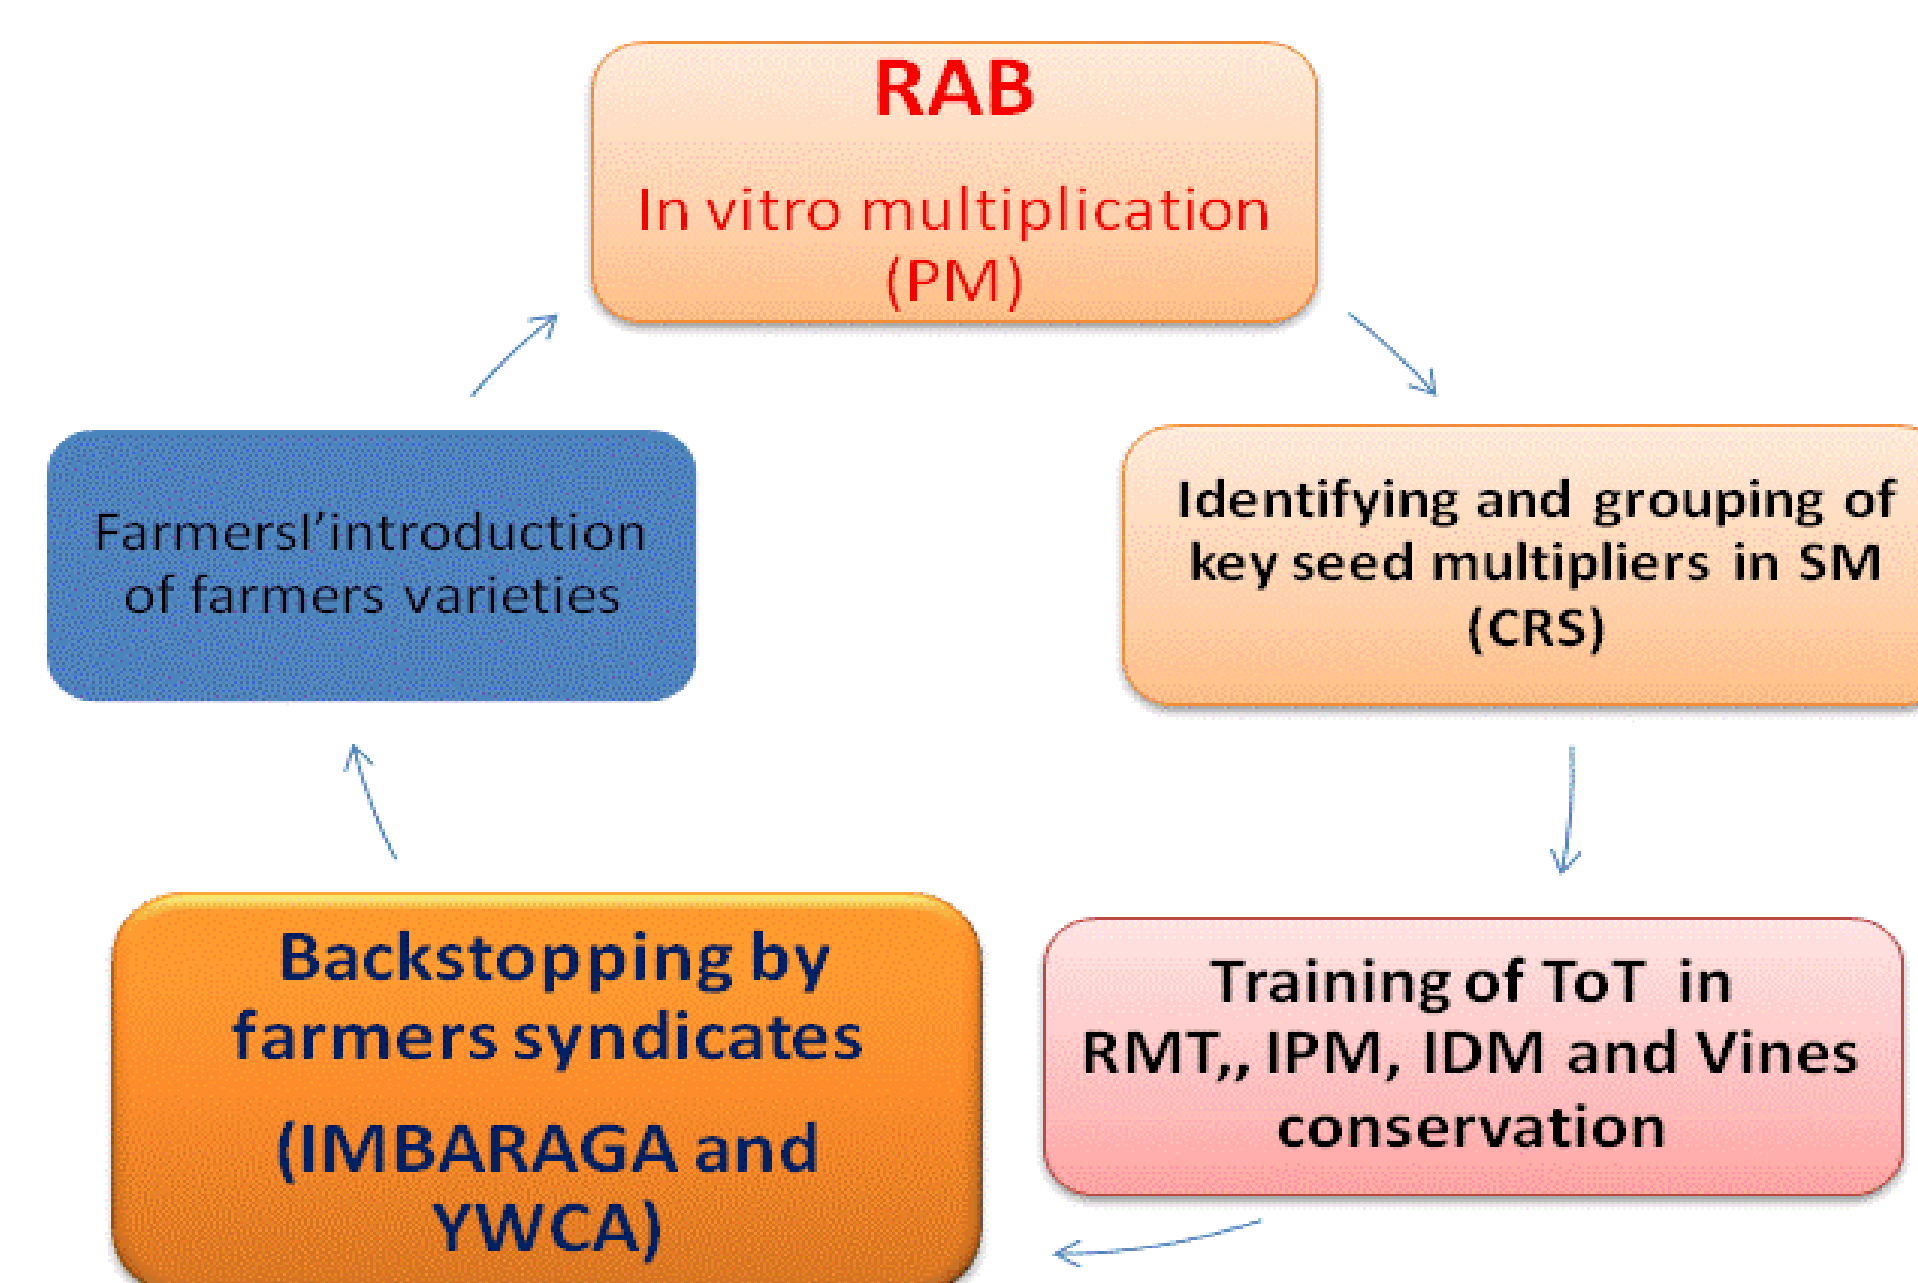 RAB
In vitro multiplication
(PM)
Identifying and grouping of
key seed multipliers in SM
(CRS)
Training of ToT in
RMT,, IPM, IDM and Vines
conservation
Backstopping by
farmers syndicates
(IMBARAGA and
YWCA)
Farmersl’introduction
of farmers varieties